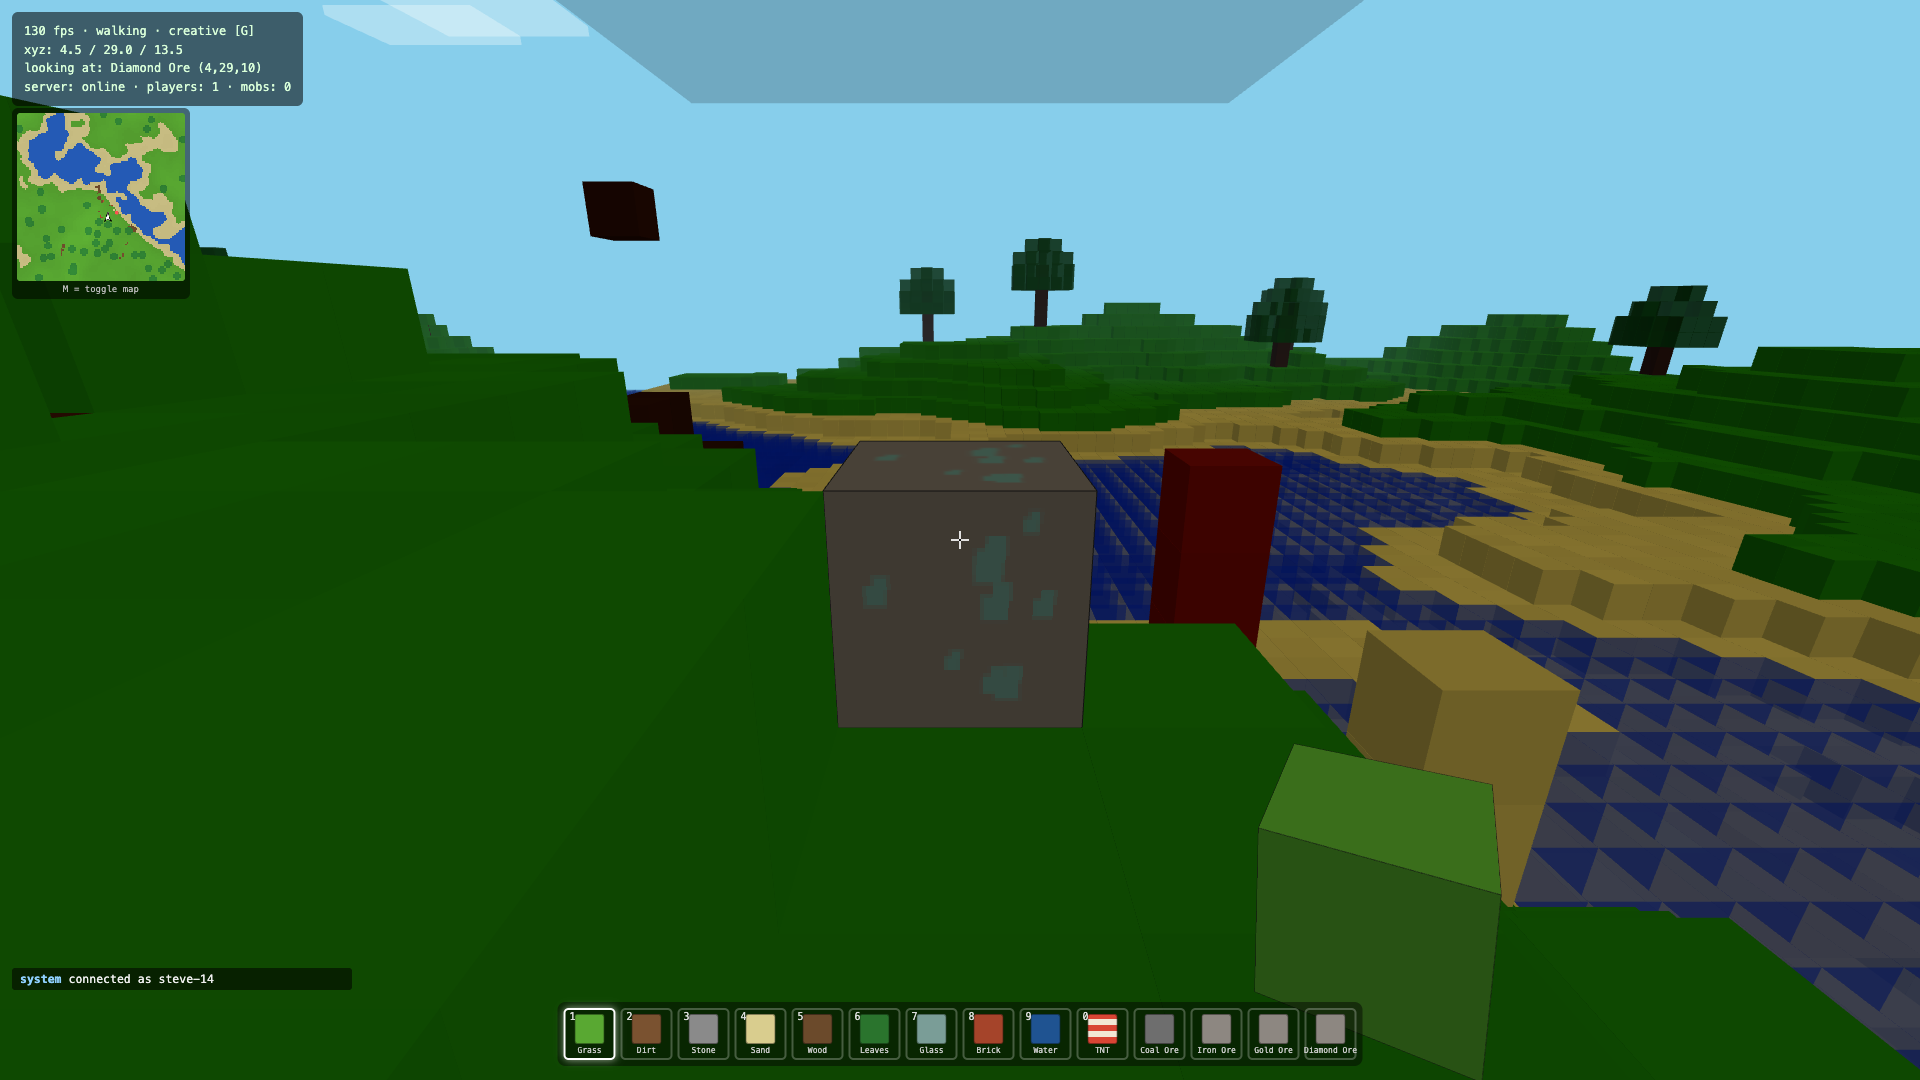 130 fps · walking · creative [G]
xyz: 4.5 / 29.0 / 13.5
looking at: Diamond Ore (4,29,10)
server: online · players: 1 · mobs: 0
M = toggle map
system connected as steve-14
1 2 3 4 5 6 7 8 9 0
Grass Dirt Stone Sand Wood Leaves Glass Brick Water TNT Coal Ore Iron Ore Gold Ore Diamond Ore